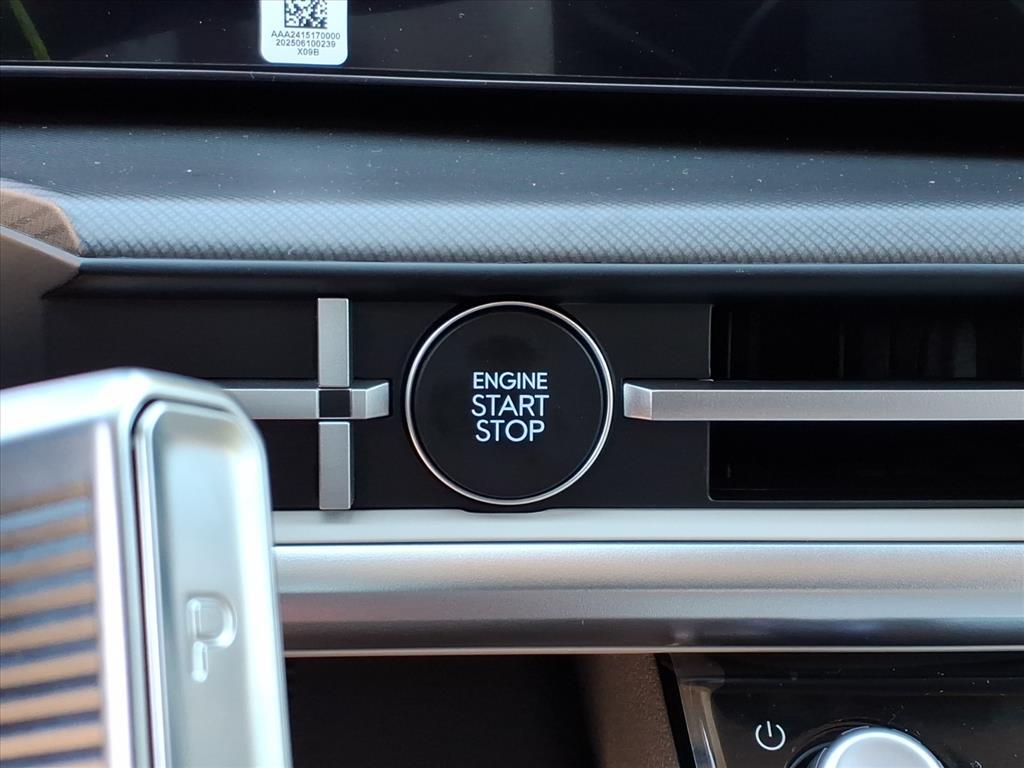 AAA2415170000
202506100239
X09B
ENGINE
START
STOP
P